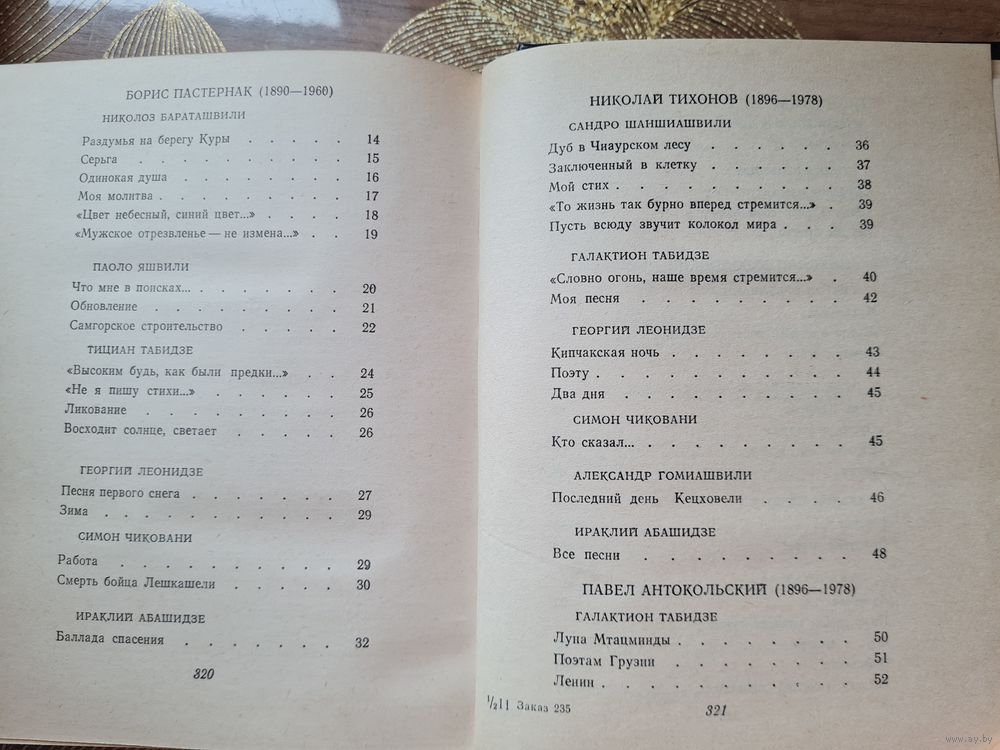 БОРИС ПАСТЕРНАК (1890—1960)
НИКОЛОЗ БАРАТАШВИЛИ
Раздумья на берегу Куры . . . . . 14
Серьга . . . . . . . . . . 15
Одинокая душа . . . . . . . . 16
Моя молитва . . . . . . . . . 17
«Цвет небесный, синий цвет...» . . . . 18
«Мужское отрезвленье — не измена...» . . 19
ПАОЛО ЯШВИЛИ
Что мне в поисках... . . . . . . . 20
Обновление . . . . . . . . . 21
Самгорское строительство . . . . . 22
ТИЦИАН ТАБИДЗЕ
«Высоким будь, как были предки...» . . 24
«Не я пишу стихи...» . . . . . . 25
Ликование . . . . . . . . . 26
Восходит солнце, светает . . . . . 26
ГЕОРГИЙ ЛЕОНИДЗЕ
Песня первого снега . . . . . . . 27
Зима . . . . . . . . . . . 29
СИМОН ЧИКОВАНИ
Работа . . . . . . . . . . 29
Смерть бойца Лешкашели . . . . . 30
ИРАКЛИЙ АБАШИДЗЕ
Баллада спасения . . . . . . . 32
320
НИКОЛАЙ ТИХОНОВ (1896—1978)
САНДРО ШАНШИАШВИЛИ
Дуб в Чиаурском лесу . . . . . . 36
Заключенный в клетку . . . . . . 37
Мой стих . . . . . . . . . . 38
«То жизнь так бурно вперед стремится...» . 39
Пусть всюду звучит колокол мира . . . 39
ГАЛАКТИОН ТАБИДЗЕ
«Словно огонь, наше время стремится...» . 40
Моя песня . . . . . . . . . 42
ГЕОРГИЙ ЛЕОНИДЗЕ
Кипчакская ночь . . . . . . . . 43
Поэту . . . . . . . . . . . 44
Два дня . . . . . . . . . . 45
СИМОН ЧИКОВАНИ
Кто сказал... . . . . . . . . . 45
АЛЕКСАНДР ГОМИАШВИЛИ
Последний день Кецховели . . . . 46
ИРАКЛИЙ АБАШИДЗЕ
Все песни . . . . . . . . . 48
ПАВЕЛ АНТОКОЛЬСКИЙ (1896—1978)
ГАЛАКТИОН ТАБИДЗЕ
Луна Мтацминды . . . . . . . . 50
Поэтам Грузии . . . . . . . . 51
Ленин . . . . . . . . . . . 52
½11 Заказ 235
321
www.ay.by